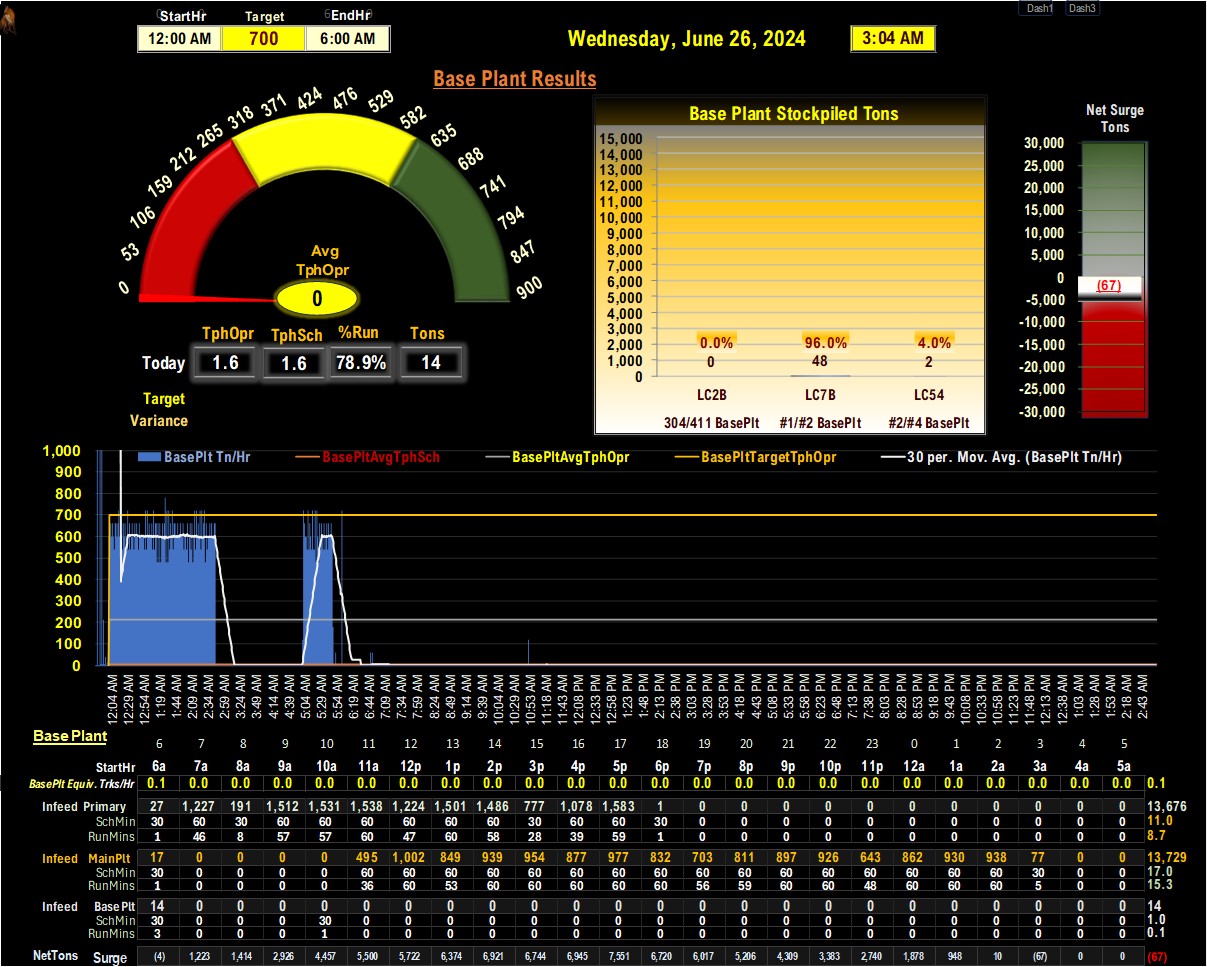 StartHr Target EndHr Dash1 Dash3
12:00 AM 700 6:00 AM Wednesday, June 26, 2024 3:04 AM
Base Plant Results
0 53 106 159 212 265 318 371 424 476 529 582 635 688 741 794 847 900
Avg
TphOpr
0
TphOpr TphSch %Run Tons
Today 1.6 1.6 78.9% 14
Target
Variance
Base Plant Stockpiled Tons
15,000
14,000
13,000
12,000
11,000
10,000
9,000
8,000
7,000
6,000
5,000
4,000
3,000
2,000
1,000
0
0.0% 96.0% 4.0%
0 48 2
LC2B LC7B LC54
304/411 BasePlt #1/#2 BasePlt #2/#4 BasePlt
Net Surge
Tons
30,000
25,000
20,000
15,000
10,000
5,000
0
(67)
-5,000
-10,000
-15,000
-20,000
-25,000
-30,000
BasePlt Tn/Hr BasePltAvgTphSch BasePltAvgTphOpr BasePltTargetTphOpr 30 per. Mov. Avg. (BasePlt Tn/Hr)
1,000
900
800
700
600
500
400
300
200
100
0
12:04 AM 12:29 AM 12:54 AM 1:19 AM 1:44 AM 2:09 AM 2:34 AM 2:59 AM 3:24 AM 3:49 AM 4:14 AM 4:39 AM 5:04 AM 5:29 AM 5:54 AM 6:19 AM 6:44 AM 7:09 AM 7:34 AM 7:59 AM 8:24 AM 8:49 AM 9:14 AM 9:39 AM 10:04 AM 10:29 AM 10:53 AM 11:18 AM 11:43 AM 12:08 PM 12:33 PM 12:58 PM 1:23 PM 1:48 PM 2:13 PM 2:38 PM 3:03 PM 3:28 PM 3:53 PM 4:18 PM 4:43 PM 5:08 PM 5:33 PM 5:58 PM 6:23 PM 6:48 PM 7:13 PM 7:38 PM 8:03 PM 8:28 PM 8:53 PM 9:18 PM 9:43 PM 10:08 PM 10:33 PM 10:58 PM 11:23 PM 11:48 PM 12:13 AM 12:38 AM 1:03 AM 1:28 AM 1:53 AM 2:18 AM 2:43 AM
Base Plant
6 7 8 9 10 11 12 13 14 15 16 17 18 19 20 21 22 23 0 1 2 3 4 5
StartHr 6a 7a 8a 9a 10a 11a 12p 1p 2p 3p 4p 5p 6p 7p 8p 9p 10p 11p 12a 1a 2a 3a 4a 5a
BasePlt Equiv. Trks/Hr 0.1 0.0 0.0 0.0 0.0 0.0 0.0 0.0 0.0 0.0 0.0 0.0 0.0 0.0 0.0 0.0 0.0 0.0 0.0 0.0 0.0 0.0 0.0 0.0 0.1
Infeed Primary 27 1,227 191 1,512 1,531 1,538 1,224 1,501 1,486 777 1,078 1,583 1 0 0 0 0 0 0 0 0 0 0 0 13,676
SchMin 30 60 30 60 60 60 60 60 60 30 60 60 30 0 0 0 0 0 0 0 0 0 0 0 11.0
RunMins 1 46 8 57 57 60 47 60 58 28 39 59 1 0 0 0 0 0 0 0 0 0 0 0 8.7
Infeed MainPlt 17 0 0 0 0 495 1,002 849 939 954 877 977 832 703 811 897 926 643 862 930 938 77 0 0 13,729
SchMin 30 0 0 0 0 60 60 60 60 60 60 60 60 60 60 60 60 60 60 60 60 30 0 0 17.0
RunMins 1 0 0 0 0 36 60 53 60 60 60 60 60 56 59 60 60 48 60 60 60 5 0 0 15.3
Infeed BasePlt 14 0 0 0 0 0 0 0 0 0 0 0 0 0 0 0 0 0 0 0 0 0 0 0 14
SchMin 30 0 0 0 30 0 0 0 0 0 0 0 0 0 0 0 0 0 0 0 0 0 0 0 1.0
RunMins 3 0 0 0 1 0 0 0 0 0 0 0 0 0 0 0 0 0 0 0 0 0 0 0 0.1
NetTons Surge (4) 1,223 1,414 2,926 4,457 5,500 5,722 6,374 6,921 6,744 6,945 7,551 6,720 6,017 5,206 4,309 3,383 2,740 1,878 948 10 (67) 0 0 (67)